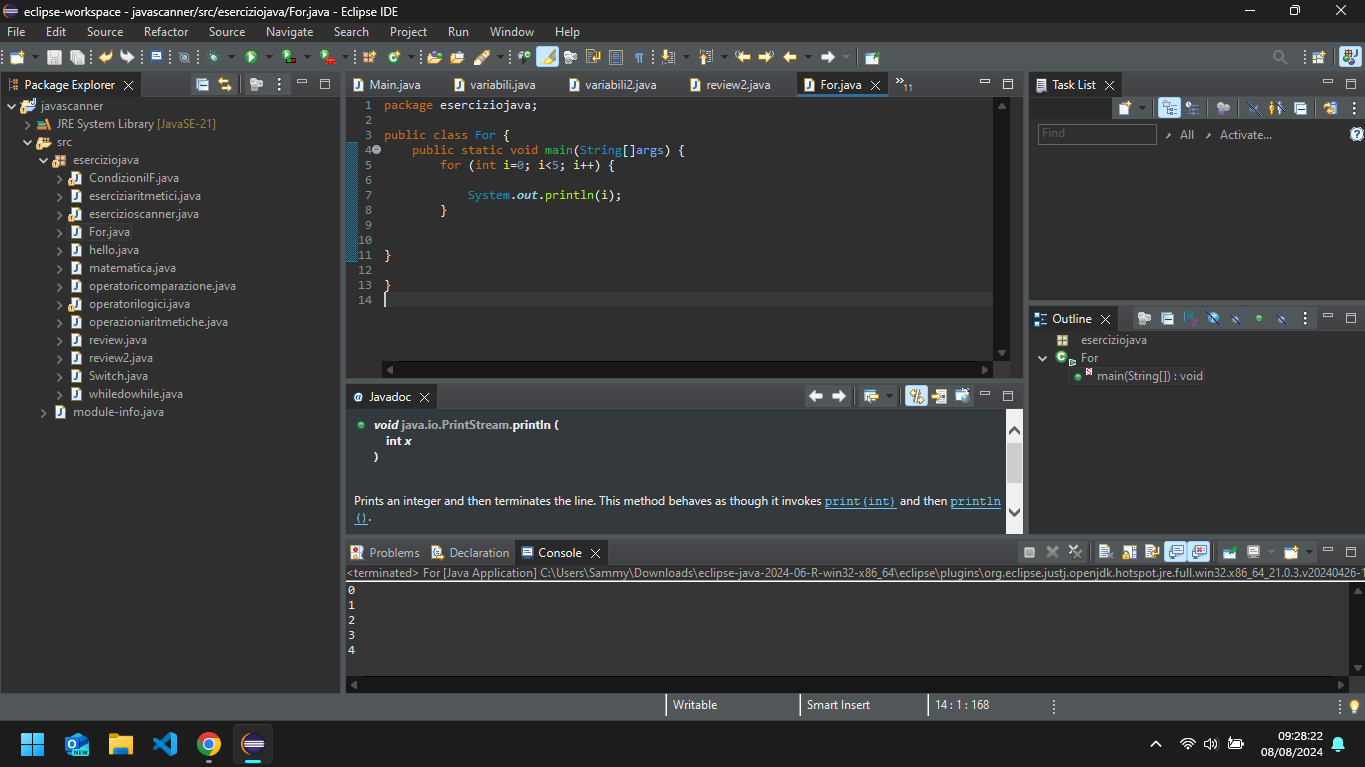 eclipse-workspace - javascanner/src/eserciziojava/For.java - Eclipse IDE
File Edit Source Refactor Source Navigate Search Project Run Window Help
Package Explorer
javascanner
JRE System Library [JavaSE-21]
src
eserciziojava
CondizioniIF.java
eserciziaritmetici.java
esercizioscanner.java
For.java
hello.java
matematica.java
operatoricomparazione.java
operatorilogici.java
operazioniaritmetiche.java
review.java
review2.java
Switch.java
whiledowhile.java
module-info.java
Main.java variabili.java variabili2.java review2.java For.java »11
1 package eserciziojava;
2
3 public class For {
4 public static void main(String[]args) {
5 for (int i=0; i<5; i++) {
6
7 System.out.println(i);
8 }
9
10
11 }
12
13 }
14
Javadoc
void java.io.PrintStream.println (
int x
)
Prints an integer and then terminates the line. This method behaves as though it invokes print(int) and then println
().
Problems Declaration Console
<terminated> For [Java Application] C:\Users\Sammy\Downloads\eclipse-java-2024-06-R-win32-x86_64\eclipse\plugins\org.eclipse.justj.openjdk.hotspot.jre.full.win32.x86_64_21.0.3.v20240426-1
0
1
2
3
4
Task List
Find All Activate...
Outline
eserciziojava
For
main(String[]) : void
Writable Smart Insert 14 : 1 : 168
NEW
09:28:22
08/08/2024